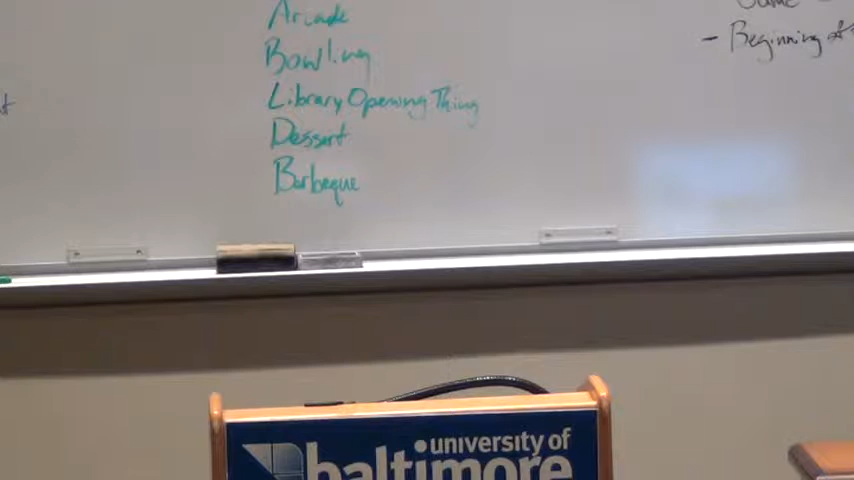 Arcade
Bowling
Library Opening Thing
Dessert
Barbeque
- Beginning of
university of
baltimore